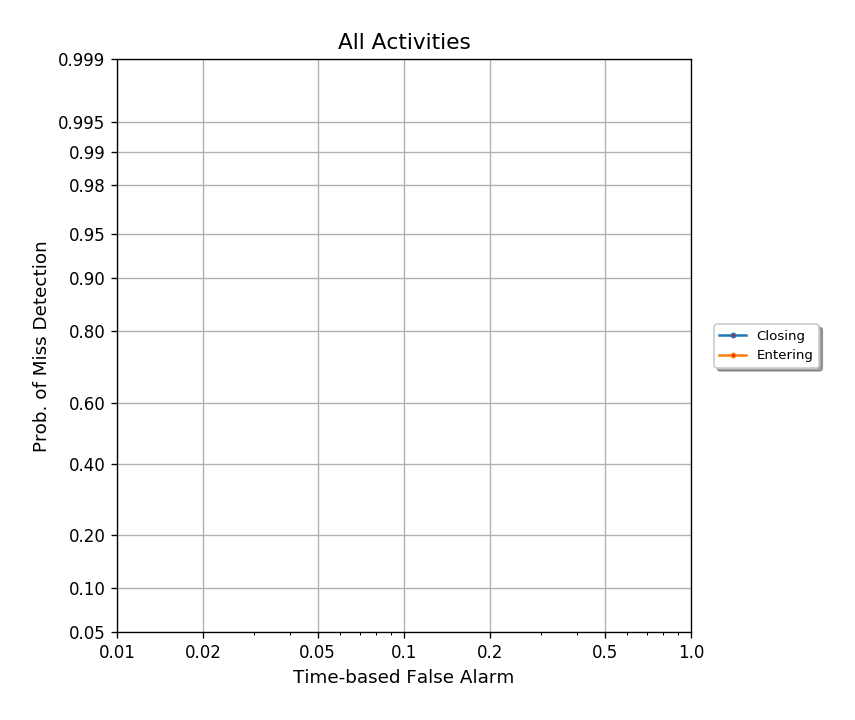 All Activities
0.999
0.995
0.99
0.98
0.95
0.90
0.80
0.60
0.40
0.20
0.10
0.05
Prob. of Miss Detection
0.01 0.02 0.05 0.1 0.2 0.5 1.0
Time-based False Alarm
Closing
Entering